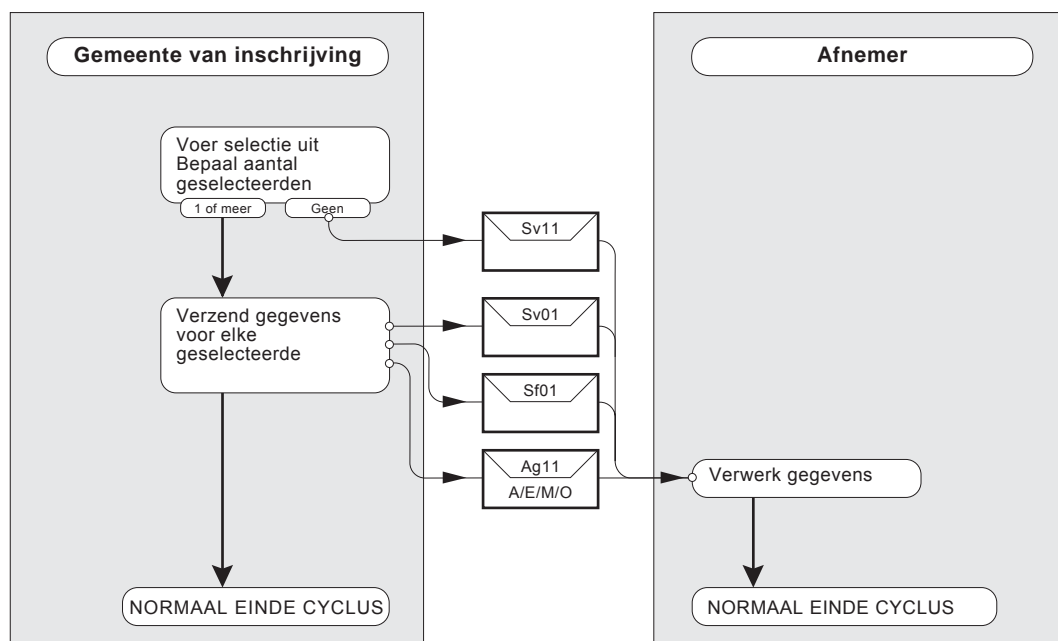 Gemeente van inschrijving
Afnemer
Voer selectie uit
Bepaal aantal
geselecteerden
1 of meer
Geen
Sv11
Verzend gegevens
voor elke
geselecteerde
Sv01
Sf01
Ag11
A/E/M/O
Verwerk gegevens
NORMAAL EINDE CYCLUS
NORMAAL EINDE CYCLUS